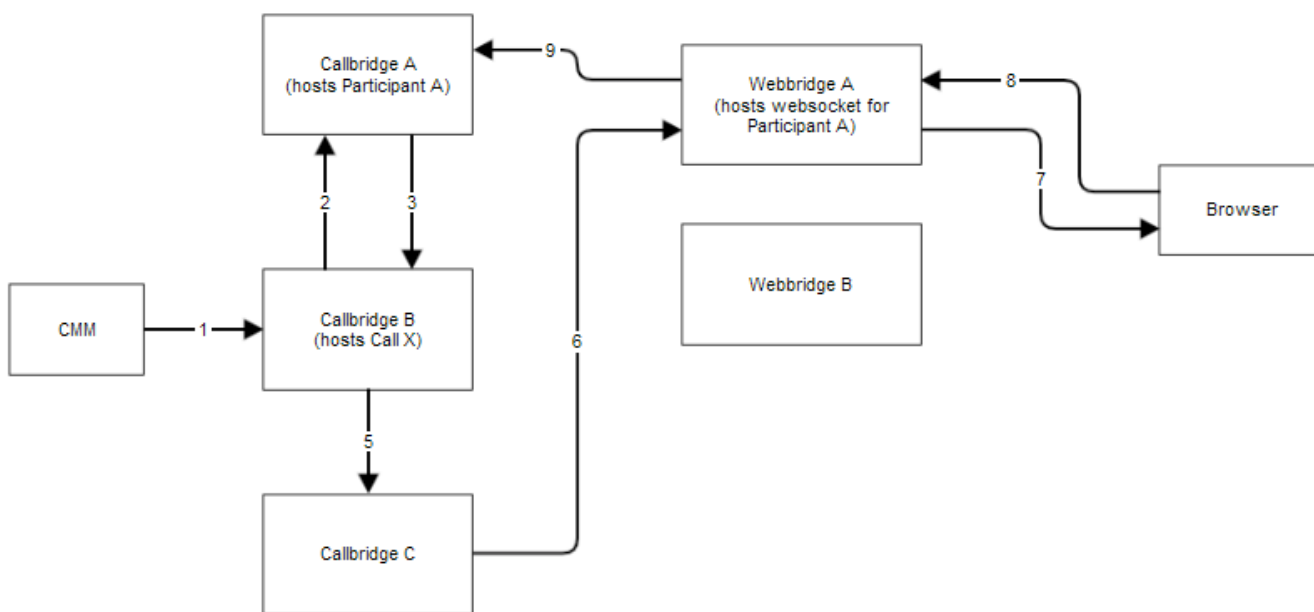 Callbridge A
(hosts Participant A)
9
Webbridge A
(hosts websocket for
Participant A)
8
2
3
7
Browser
CMM
1
Callbridge B
(hosts Call X)
Webbridge B
6
5
Callbridge C